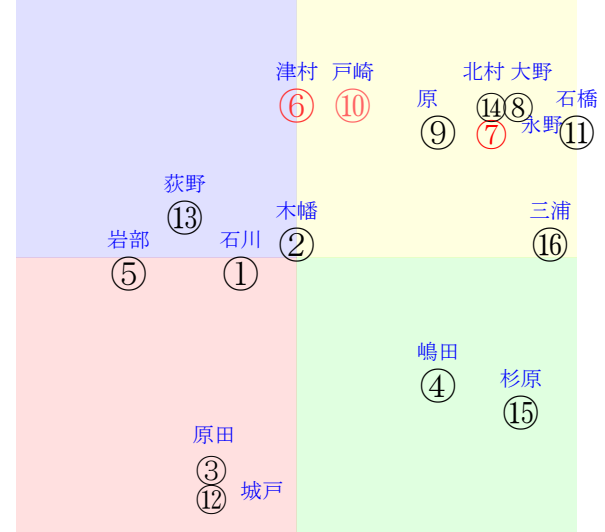 津村 戸崎 北村 大野
原 石橋
⑥ ⑩ ⑭ ⑧
⑨ ⑦ 永野 ⑪
荻野
⑬ 木幡 三浦
岩部 石川
② ⑯
⑤ ①
嶋田
④ 杉原
⑮
原田
③
⑫ 城戸